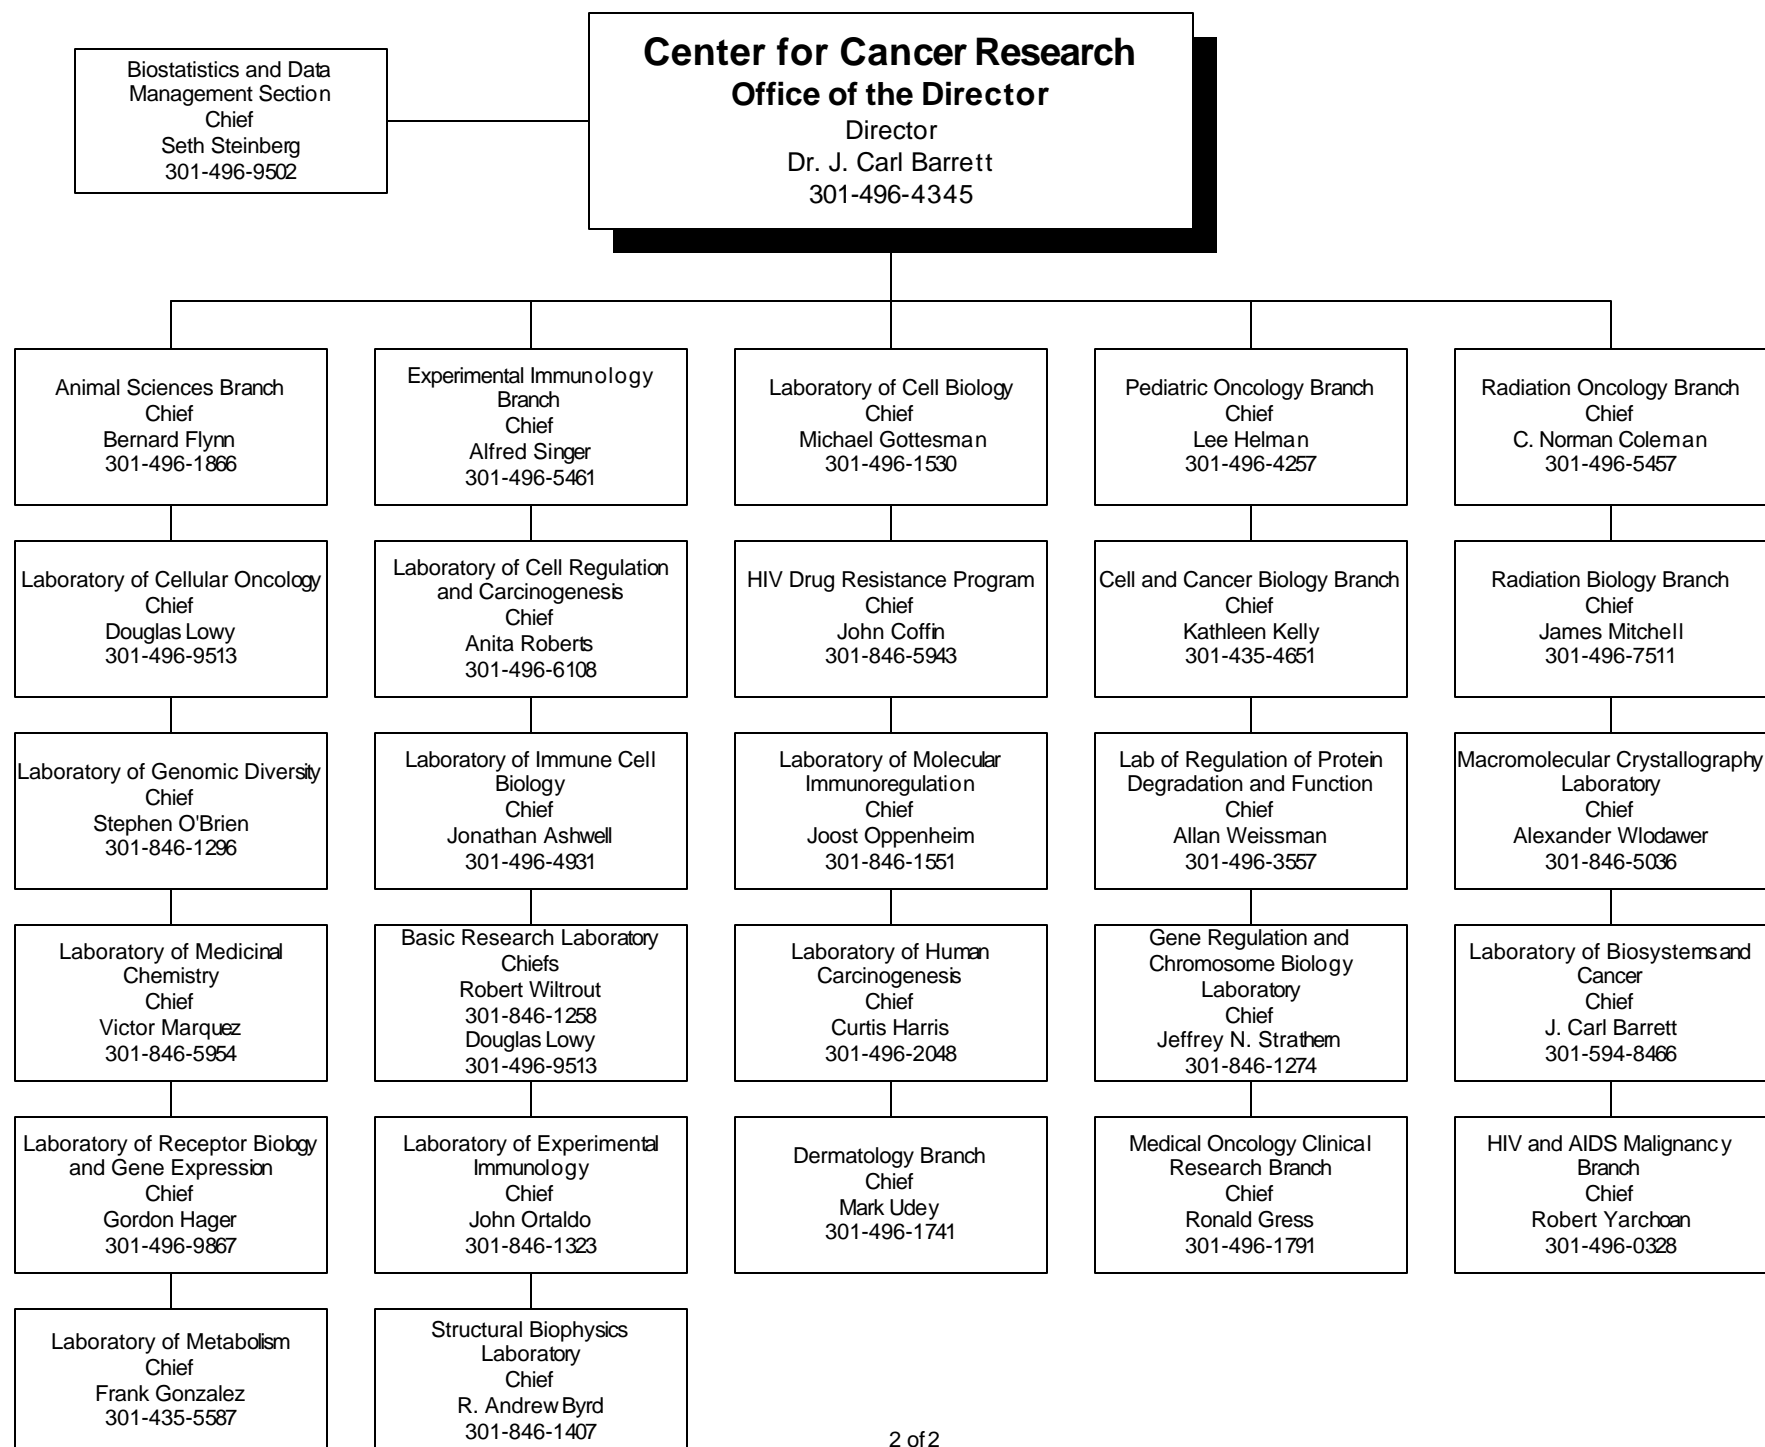 Center for Cancer Research
Office of the Director
Director
Dr. J. Carl Barrett
301-496-4345
Biostatistics and Data
Management Section
Chief
Seth Steinberg
301-496-9502
Animal Sciences Branch
Chief
Bernard Flynn
301-496-1866
Experimental Immunology
Branch
Chief
Alfred Singer
301-496-5461
Laboratory of Cell Biology
Chief
Michael Gottesman
301-496-1530
Pediatric Oncology Branch
Chief
Lee Helman
301-496-4257
Radiation Oncology Branch
Chief
C. Norman Coleman
301-496-5457
Laboratory of Cellular Oncology
Chief
Douglas Lowy
301-496-9513
Laboratory of Cell Regulation
and Carcinogenesis
Chief
Anita Roberts
301-496-6108
HIV Drug Resistance Program
Chief
John Coffin
301-846-5943
Cell and Cancer Biology Branch
Chief
Kathleen Kelly
301-435-4651
Radiation Biology Branch
Chief
James Mitchell
301-496-7511
Laboratory of Genomic Diversity
Chief
Stephen O'Brien
301-846-1296
Laboratory of Immune Cell
Biology
Chief
Jonathan Ashwell
301-496-4931
Laboratory of Molecular
Immunoregulation
Chief
Joost Oppenheim
301-846-1551
Lab of Regulation of Protein
Degradation and Function
Chief
Allan Weissman
301-496-3557
Macromolecular Crystallography
Laboratory
Chief
Alexander Wlodawer
301-846-5036
Laboratory of Medicinal
Chemistry
Chief
Victor Marquez
301-846-5954
Basic Research Laboratory
Chiefs
Robert Wiltrout
301-846-1258
Douglas Lowy
301-496-9513
Laboratory of Human
Carcinogenesis
Chief
Curtis Harris
301-496-2048
Gene Regulation and
Chromosome Biology
Laboratory
Chief
Jeffrey N. Strathern
301-846-1274
Laboratory of Biosystems and
Cancer
Chief
J. Carl Barrett
301-594-8466
Laboratory of Receptor Biology
and Gene Expression
Chief
Gordon Hager
301-496-9867
Laboratory of Experimental
Immunology
Chief
John Ortaldo
301-846-1323
Dermatology Branch
Chief
Mark Udey
301-496-1741
Medical Oncology Clinical
Research Branch
Chief
Ronald Gress
301-496-1791
HIV and AIDS Malignancy
Branch
Chief
Robert Yarchoan
301-496-0328
Laboratory of Metabolism
Chief
Frank Gonzalez
301-435-5587
Structural Biophysics
Laboratory
Chief
R. Andrew Byrd
301-846-1407
2 of 2